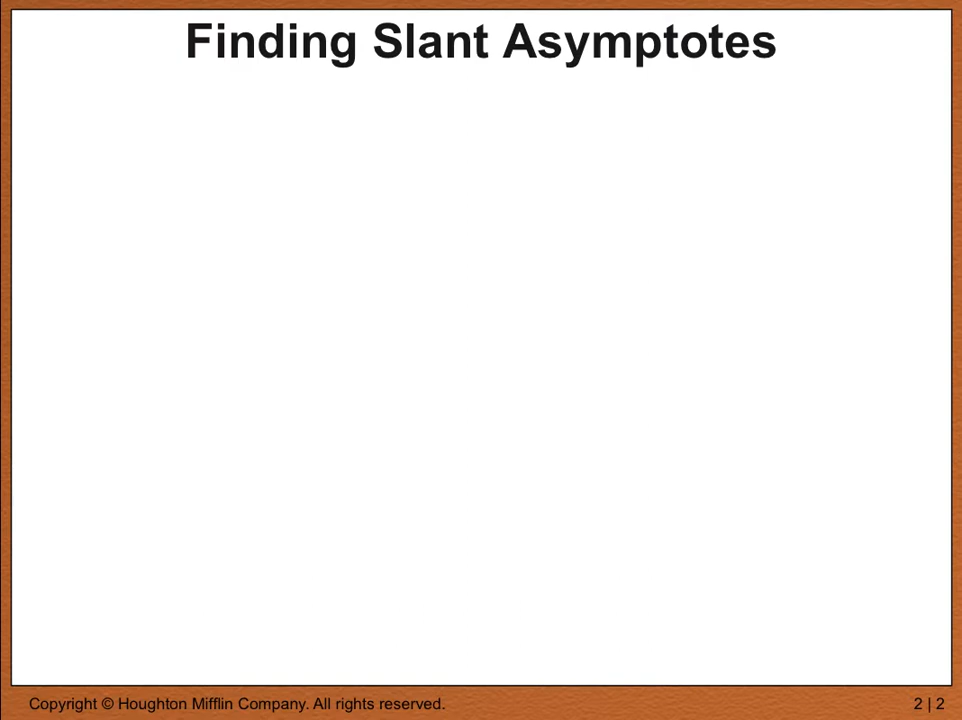 Finding Slant Asymptotes
Copyright © Houghton Mifflin Company. All rights reserved.
2 | 2